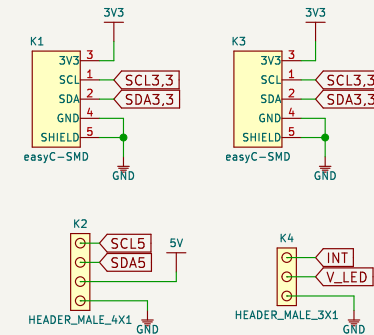 3V3 3V3
K1 K3
3V3 3 3V3 3
SCL 1 SCL3,3 SCL 1 SCL3,3
SDA 2 SDA3,3 SDA 2 SDA3,3
GND 4 GND 4
SHIELD 5 SHIELD 5
easyC-SMD easyC-SMD
GND GND
K2 K4
SCL5 5V INT
SDA5 V_LED
HEADER_MALE_4X1 HEADER_MALE_3X1
GND GND